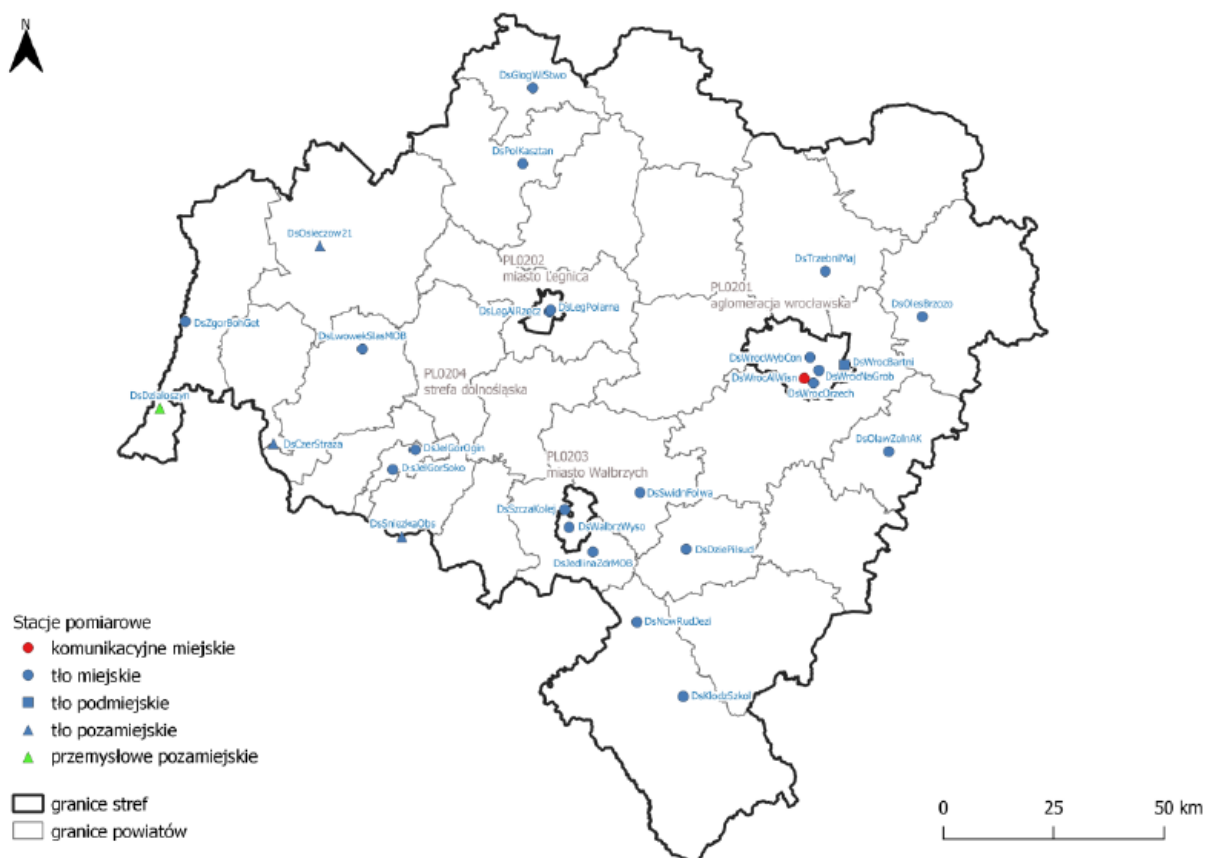 N
DsGlogWiStwo
DsPolKasztan
DsOsieczow21
PL0202
miasto Legnica
DsTrzebniMaj
PL0201
aglomeracja wrocławska
DsOlesBrzozo
DsLegAlRzecz
DsLegPolarna
DsZgorBohGet
DsLwowekSlasMOB
DsWrocWybCon
DsWrocBartni
DsWrocAlWisn
DsWrocNaGrob
DsWrocOrzech
PL0204
strefa dolnośląska
DsDzialoszyn
DsCzerStraza
DsJelGorOgin
DsJelGorSoko
DsOlawZolnAK
PL0203
miasto Wałbrzych
DsSwidnFolwa
DsSzczaKolej
DsWalbrzWyso
DsSniezkaObs
DsJedlinaZdrMOB
DsDziePilsud
DsNowRudJezi
DsKlodzSzkol
Stacje pomiarowe
komunikacyjne miejskie
tło miejskie
tło podmiejskie
tło pozamiejskie
przemysłowe pozamiejskie
granice stref
granice powiatów
0 25 50 km